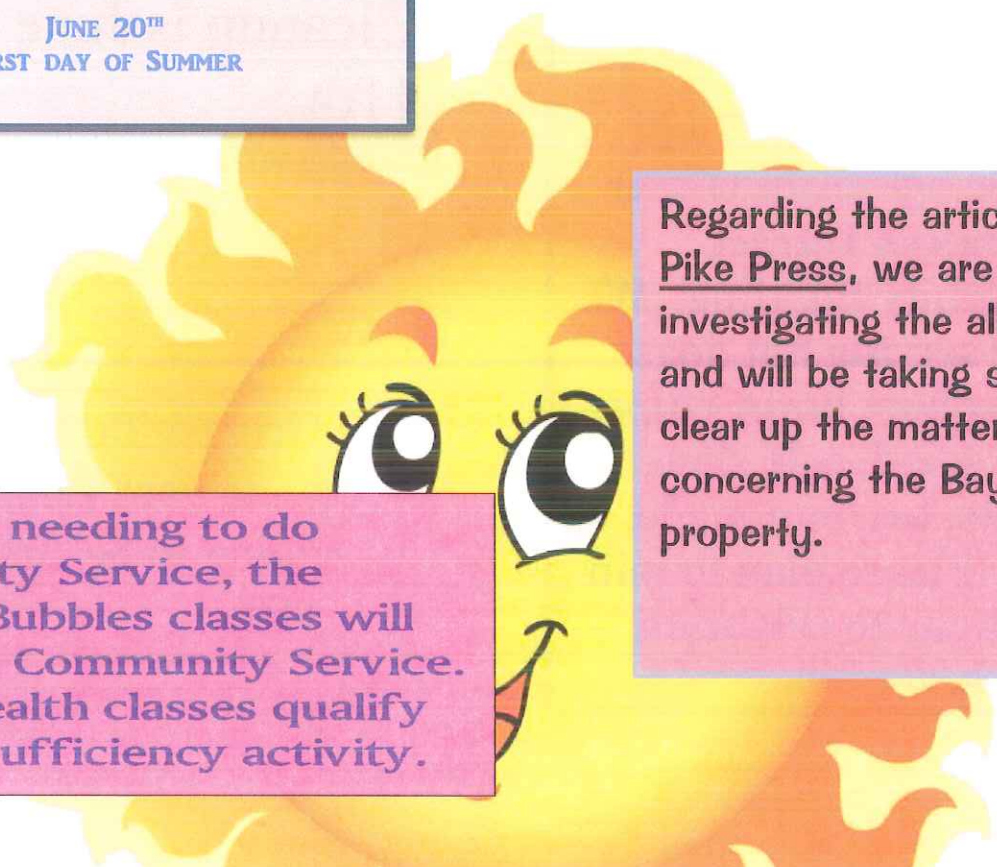 JUNE 20TH
RST DAY OF SUMMER
Regarding the artic
Pike Press, we are
investigating the al
and will be taking s
clear up the matter
concerning the Bay
property.
needing to do
ty Service, the
Bubbles classes will
Community Service.
ealth classes qualify
ufficiency activity.